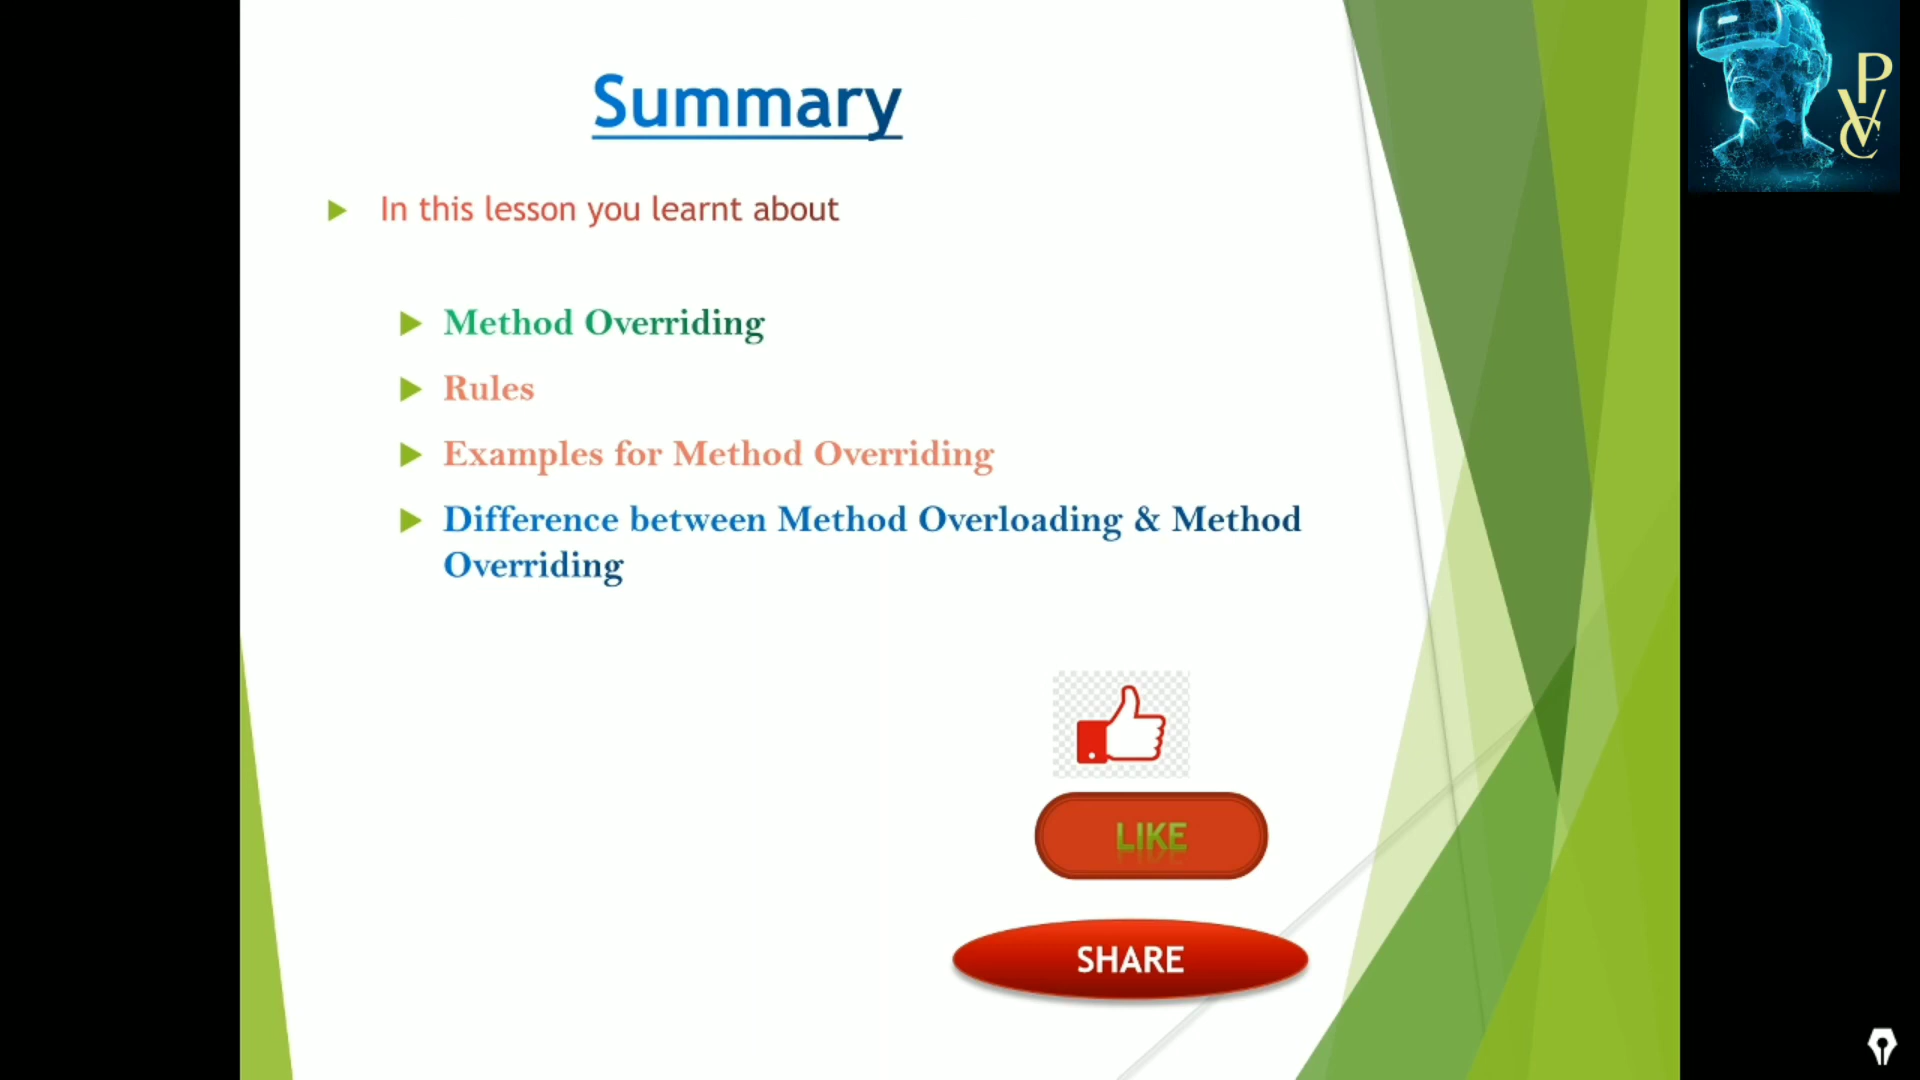 Summary
In this lesson you learnt about
Method Overriding
Rules
Examples for Method Overriding
Difference between Method Overloading & Method
Overriding
LIKE
SHARE
PVC